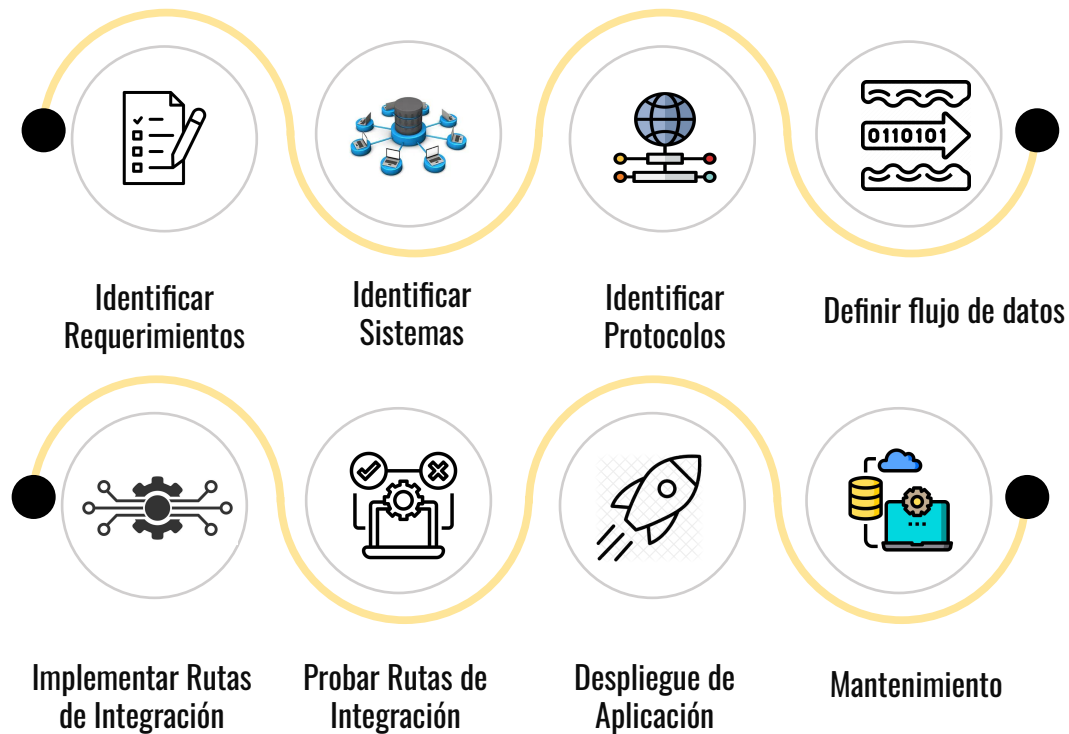 0110101
Identificar
Requerimientos
Identificar
Sistemas
Identificar
Protocolos
Definir flujo de datos
Implementar Rutas
de Integración
Probar Rutas de
Integración
Despliegue de
Aplicación
Mantenimiento